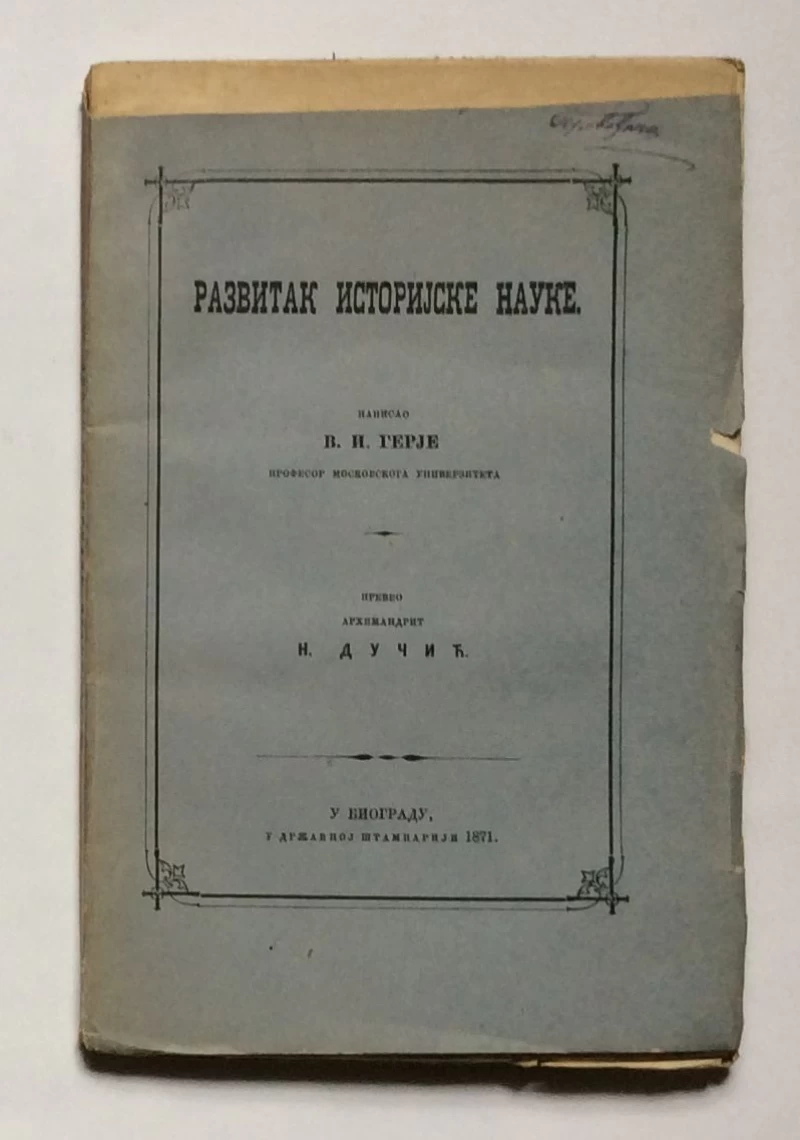 РАЗВИТАК ИСТОРИЈСКЕ НАУКЕ.
НАПИСАО
В. И. ГЕРЈЕ
ПРОФЕСОР МОСКОВСКОГА УНИВЕРЗИТЕТА
ПРЕВЕО
АРХИМАНДРИТ
Н. ДУЧИЋ.
У БИОГРАДУ,
У ДРЖАВНОЈ ШТАМПАРИЈИ 1871.